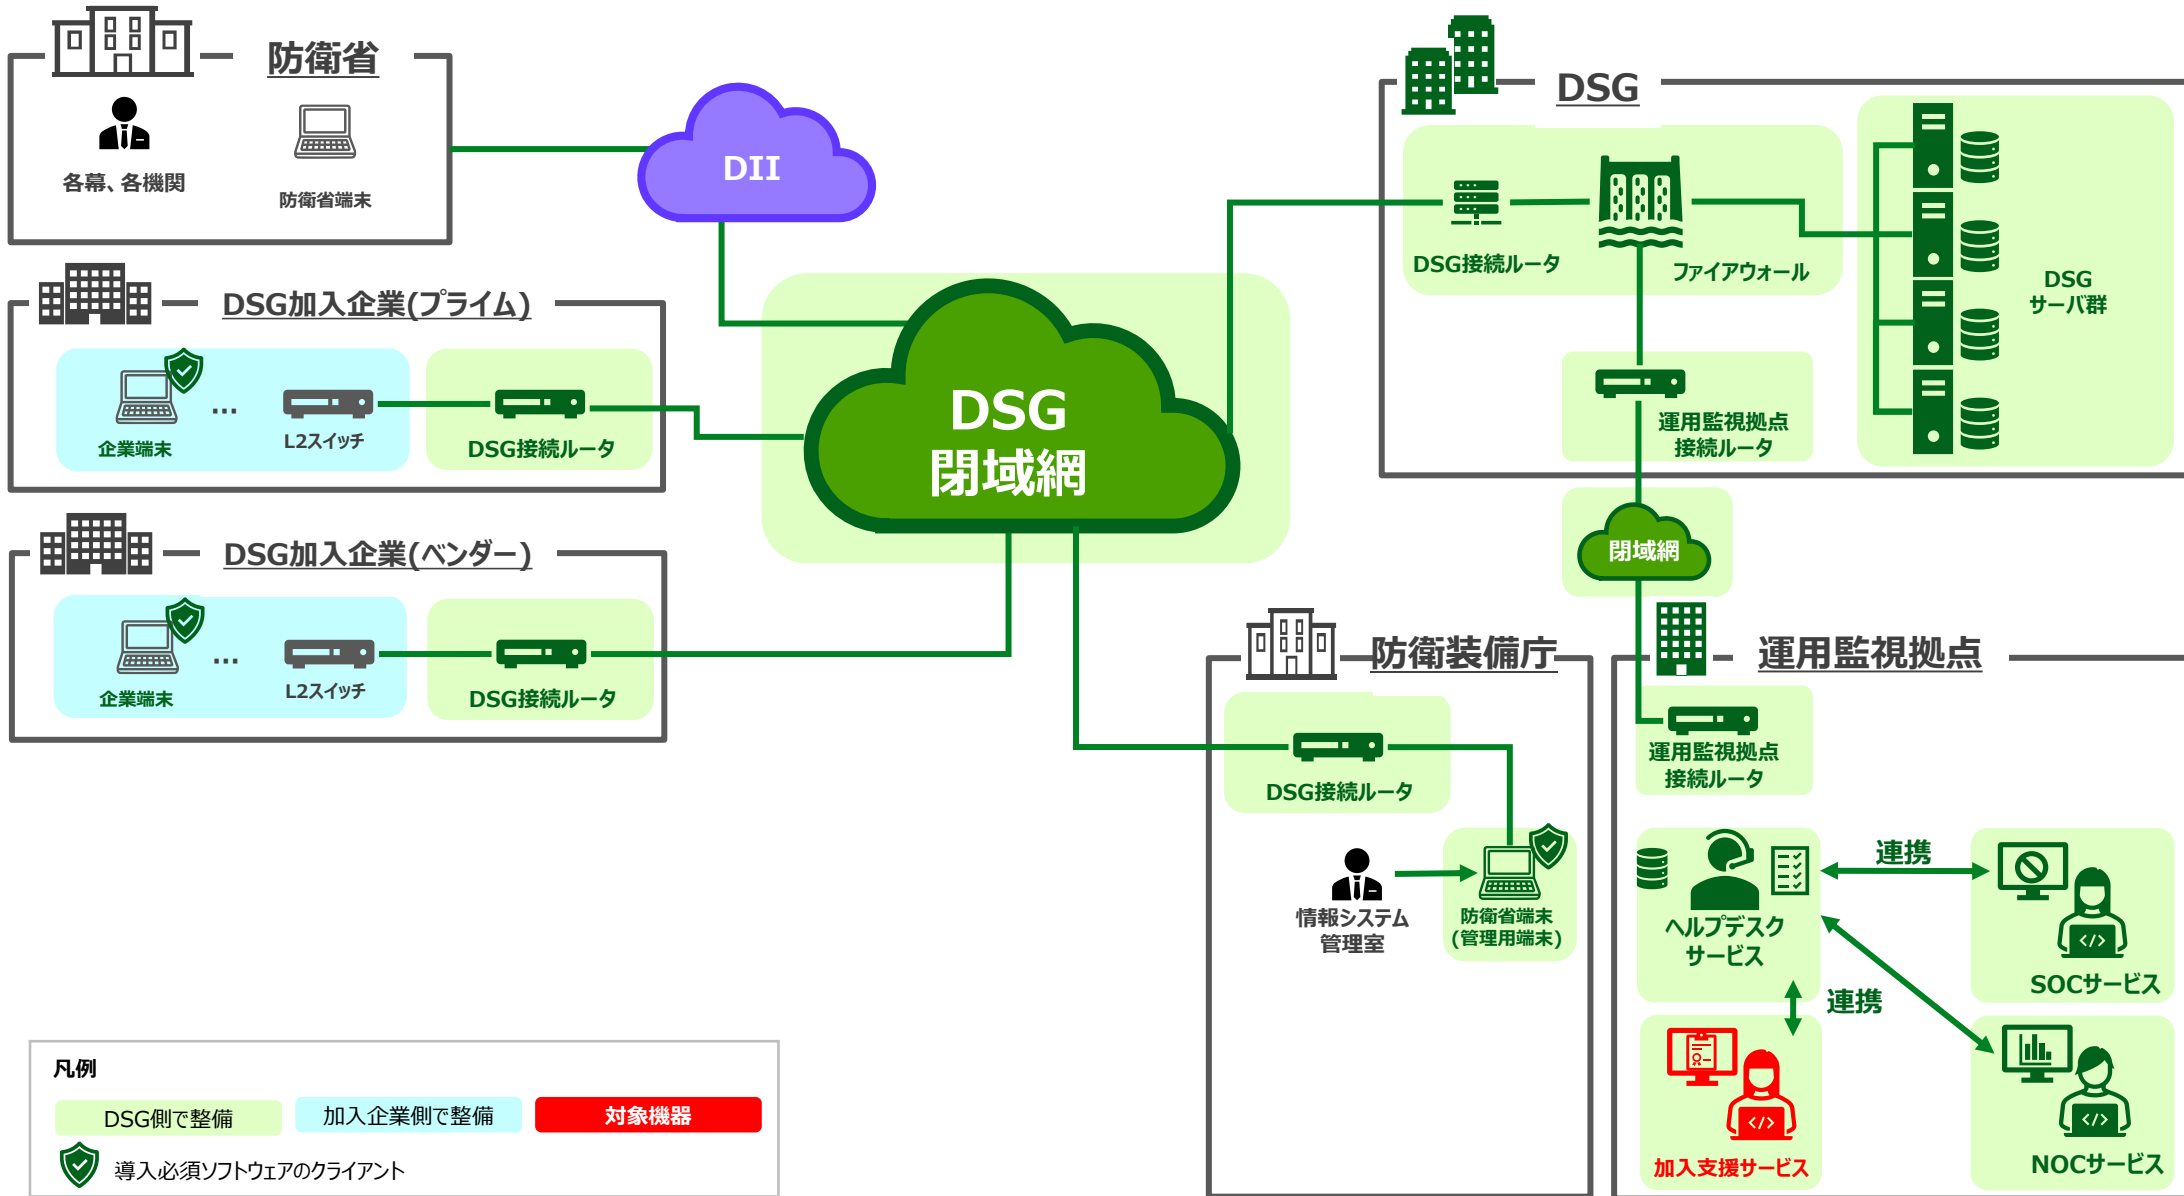 防衛省
各幕、各機関
防衛省端末
DII
DSG加入企業(プライム)
企業端末
…
L2スイッチ
DSG接続ルータ
DSG加入企業(ベンダー)
企業端末
…
L2スイッチ
DSG接続ルータ
DSG
閉域網
DSG
DSG接続ルータ
ファイアウォール
DSG
サーバ群
運用監視拠点
接続ルータ
閉域網
防衛装備庁
DSG接続ルータ
情報システム
管理室
防衛省端末
(管理用端末)
運用監視拠点
運用監視拠点
接続ルータ
ヘルプデスク
サービス
連携
SOCサービス
連携
加入支援サービス
NOCサービス
凡例
DSG側で整備
加入企業側で整備
対象機器
導入必須ソフトウェアのクライアント